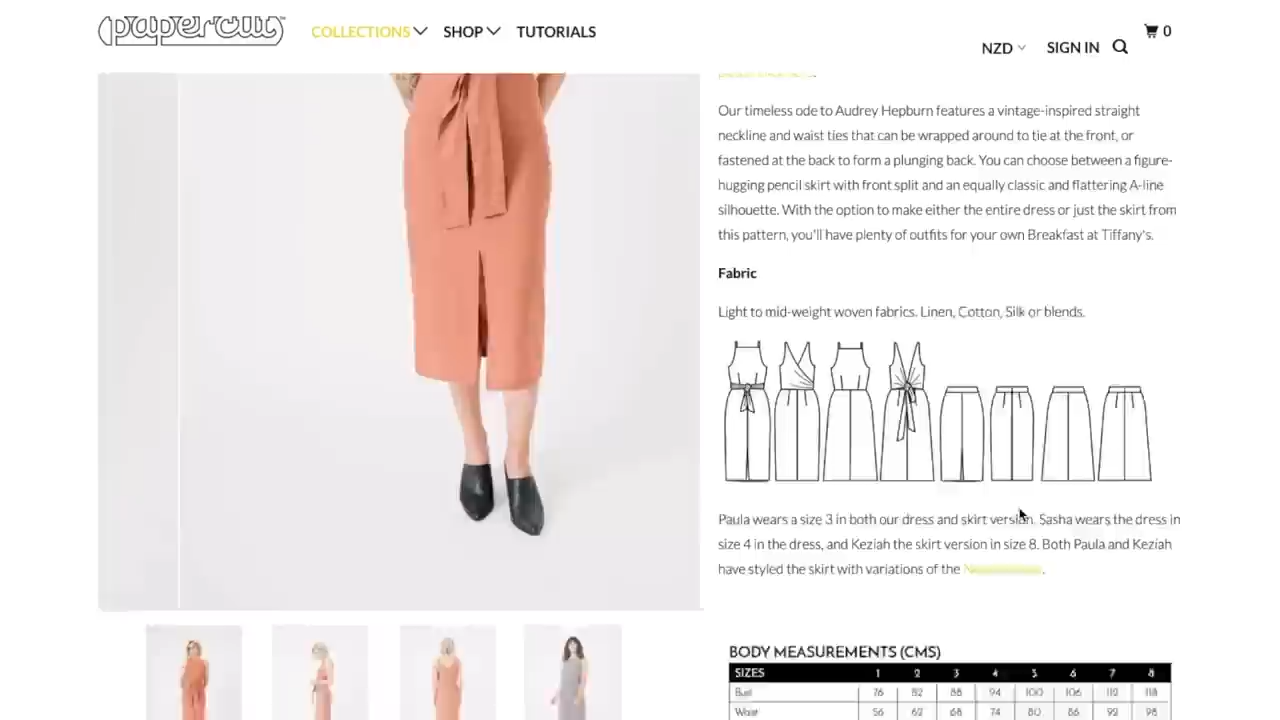 papercut
COLLECTIONS SHOP TUTORIALS
NZD SIGN IN 0
Our timeless ode to Audrey Hepburn features a vintage-inspired straight
neckline and waist ties that can be wrapped around to tie at the front, or
fastened at the back to form a plunging back. You can choose between a figure-
hugging pencil skirt with front split and an equally classic and flattering A-line
silhouette. With the option to make either the entire dress or just the skirt from
this pattern, you'll have plenty of outfits for your own Breakfast at Tiffany's.
Fabric
Light to mid-weight woven fabrics. Linen, Cotton, Silk or blends.
Paula wears a size 3 in both our dress and skirt version. Sasha wears the dress in
size 4 in the dress, and Keziah the skirt version in size 8. Both Paula and Keziah
have styled the skirt with variations of the .
BODY MEASUREMENTS (CMS)
SIZES 1 2 3 4 5 6 7 8
Bust 76 82 88 94 100 106 112 118
Waist 56 62 68 74 80 86 92 98